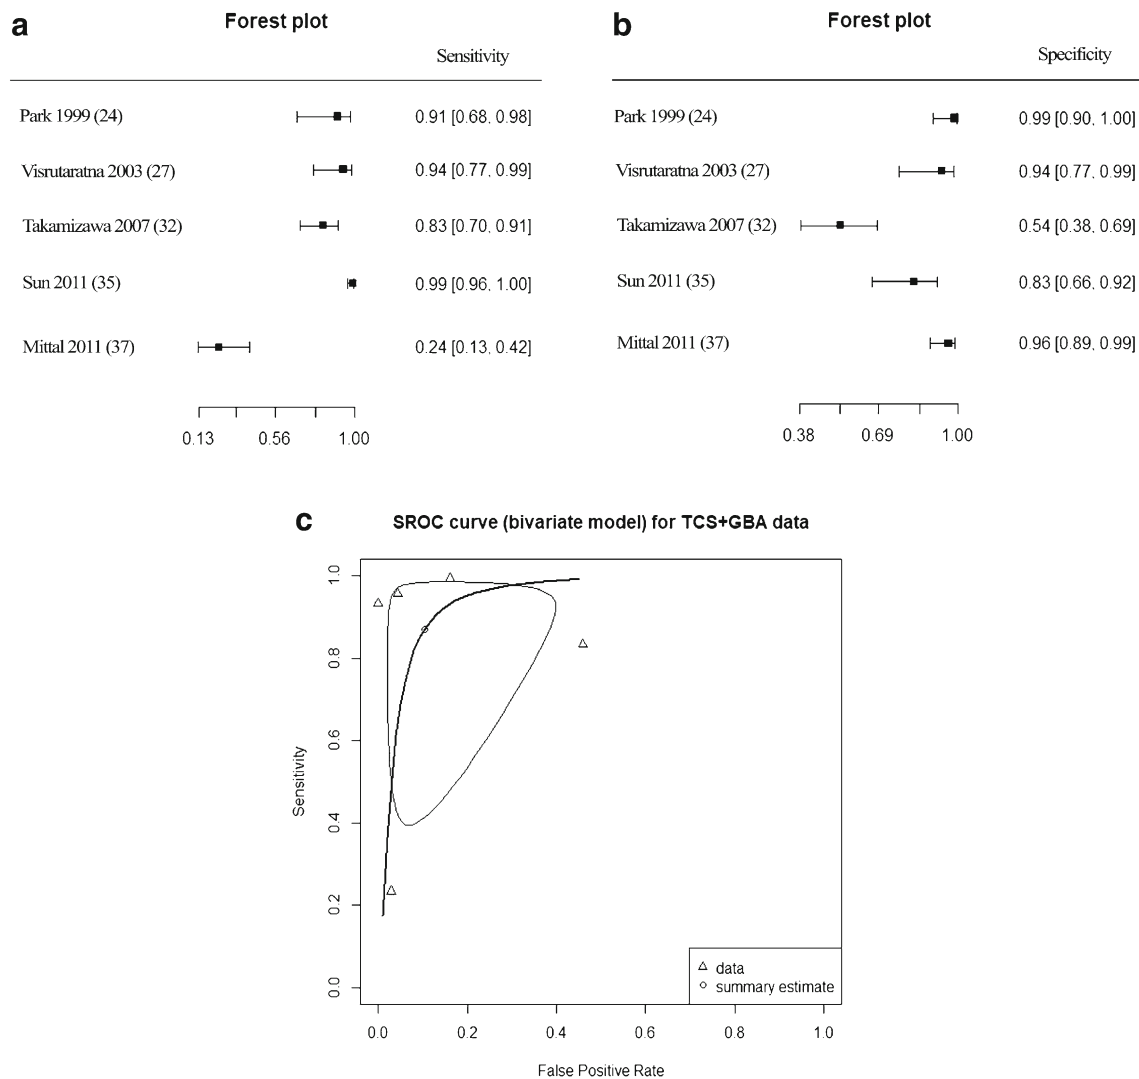 a
Forest plot
Sensitivity
Park 1999 (24) 0.91 [0.68, 0.98]
Visrutaratna 2003 (27) 0.94 [0.77, 0.99]
Takamizawa 2007 (32) 0.83 [0.70, 0.91]
Sun 2011 (35) 0.99 [0.96, 1.00]
Mittal 2011 (37) 0.24 [0.13, 0.42]
0.13 0.56 1.00
b
Forest plot
Specificity
Park 1999 (24) 0.99 [0.90, 1.00]
Visrutaratna 2003 (27) 0.94 [0.77, 0.99]
Takamizawa 2007 (32) 0.54 [0.38, 0.69]
Sun 2011 (35) 0.83 [0.66, 0.92]
Mittal 2011 (37) 0.96 [0.89, 0.99]
0.38 0.69 1.00
c
SROC curve (bivariate model) for TCS+GBA data
Sensitivity
1.0
0.8
0.6
0.4
0.2
0.0
data
summary estimate
0.0 0.2 0.4 0.6 0.8 1.0
False Positive Rate